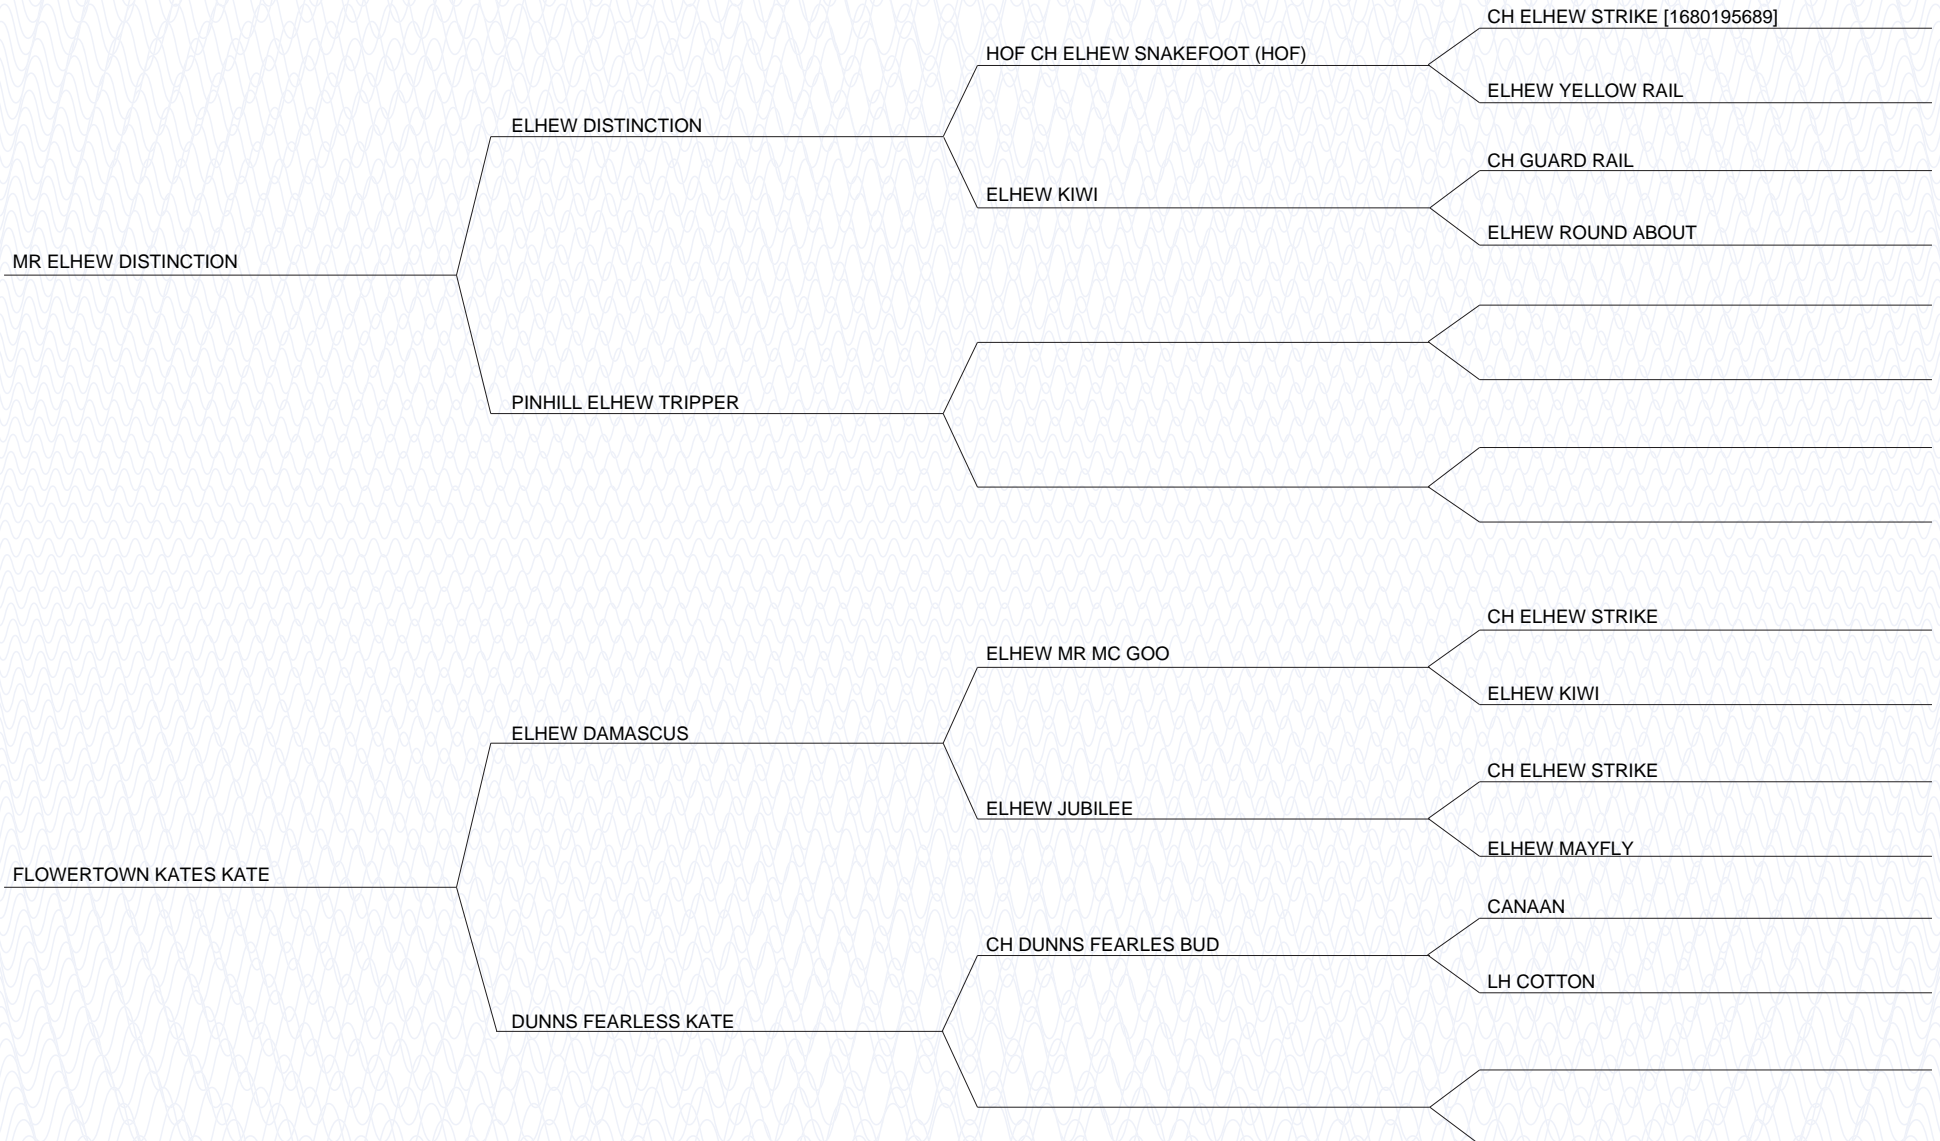 CH ELHEW STRIKE [1680195689]
HOF CH ELHEW SNAKEFOOT (HOF)
ELHEW YELLOW RAIL
ELHEW DISTINCTION
CH GUARD RAIL
ELHEW KIWI
ELHEW ROUND ABOUT
MR ELHEW DISTINCTION
PINHILL ELHEW TRIPPER
CH ELHEW STRIKE
ELHEW MR MC GOO
ELHEW KIWI
ELHEW DAMASCUS
CH ELHEW STRIKE
ELHEW JUBILEE
ELHEW MAYFLY
FLOWERTOWN KATES KATE
CANAAN
CH DUNNS FEARLES BUD
LH COTTON
DUNNS FEARLESS KATE